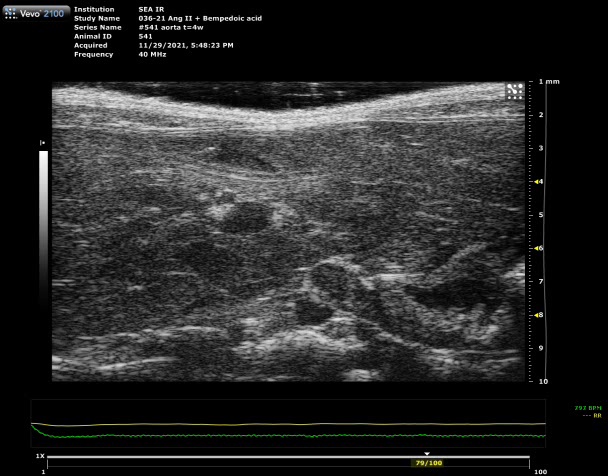 Vevo 2100
Institution SEA IR
Study Name 036-21 Ang II + Bempedoic acid
Series Name #541 aorta t=4w
Animal ID 541
Acquired 11/29/2021, 5:48:23 PM
Frequency 40 MHz
1 mm
2
3
4
5
6
7
8
9
10
--- RR
1X
79/100
1
100